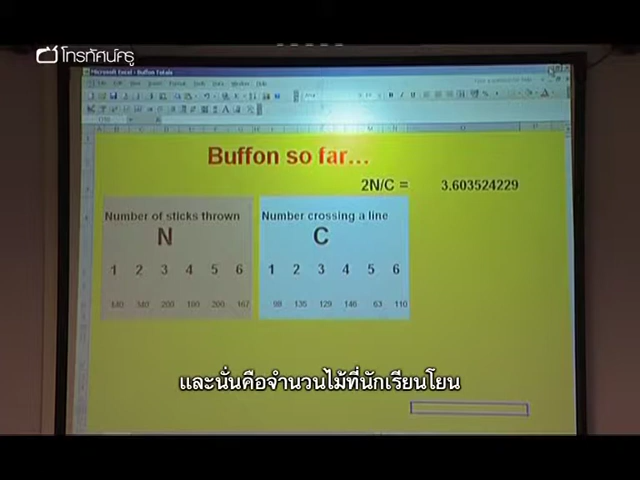 โทรทัศน์ครู
Microsoft Excel - Buffon Totals
Buffon so far...
2N/C = 3.603524229
Number of sticks thrown
N
1 2 3 4 5 6
Number crossing a line
C
1 2 3 4 5 6
98 135 129 146 63 110
และนั่นคือจำนวนไม้ที่นักเรียนโยน